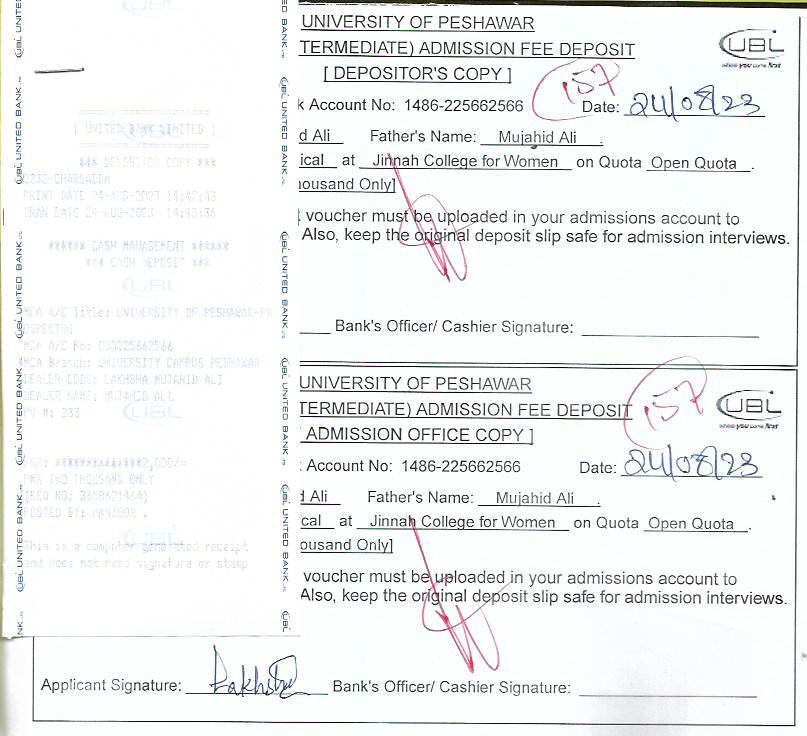 UNIVERSITY OF PESHAWAR
TERMEDIATE) ADMISSION FEE DEPOSIT
[ DEPOSITOR'S COPY ]
UBL
where you come first
157
k Account No: 1486-225662566 Date: 24/08/23
d Ali Father's Name: Mujahid Ali .
ical at Jinnah College for Women on Quota Open Quota .
housand Only]
voucher must be uploaded in your admissions account to
Also, keep the original deposit slip safe for admission interviews.
Bank's Officer/ Cashier Signature:
UNITED BANK LIMITED
*** DEPOSITOR COPY ***
0232-CHARSADDA
PRINT DATE 24-AUG-2023 14:42:43
TRAN DATE 24-AUG-2023 14:40:36
****** CASH MANAGEMENT ******
*** CASH DEPOSIT ***
MCA A/C Title: UNIVERSITY OF PESHAWAR-PR
OSPECTUS
MCA A/C No: 000225662566
MCA Branch: UNIVERSITY CAMPUS PESHAWAR
DEALER CODE: LAKHSHA MUJAHID ALI
DEALER NAME: MUJAHID ALI
PV #: 233
PKR: **********2,000/=
PKR TWO THOUSAND ONLY
(BED NO: 3658621464)
POSTED BY: MANZOOR .
This is a computer generated receipt
and does not need signature or stamp
UBL UNITED BANK
UNIVERSITY OF PESHAWAR
TERMEDIATE) ADMISSION FEE DEPOSIT
ADMISSION OFFICE COPY ]
UBL
where you come first
157
Account No: 1486-225662566 Date: 24/08/23
d Ali Father's Name: Mujahid Ali .
cal at Jinnah College for Women on Quota Open Quota .
ousand Only]
voucher must be uploaded in your admissions account to
Also, keep the original deposit slip safe for admission interviews.
Applicant Signature: Lakhsha Bank's Officer/ Cashier Signature: